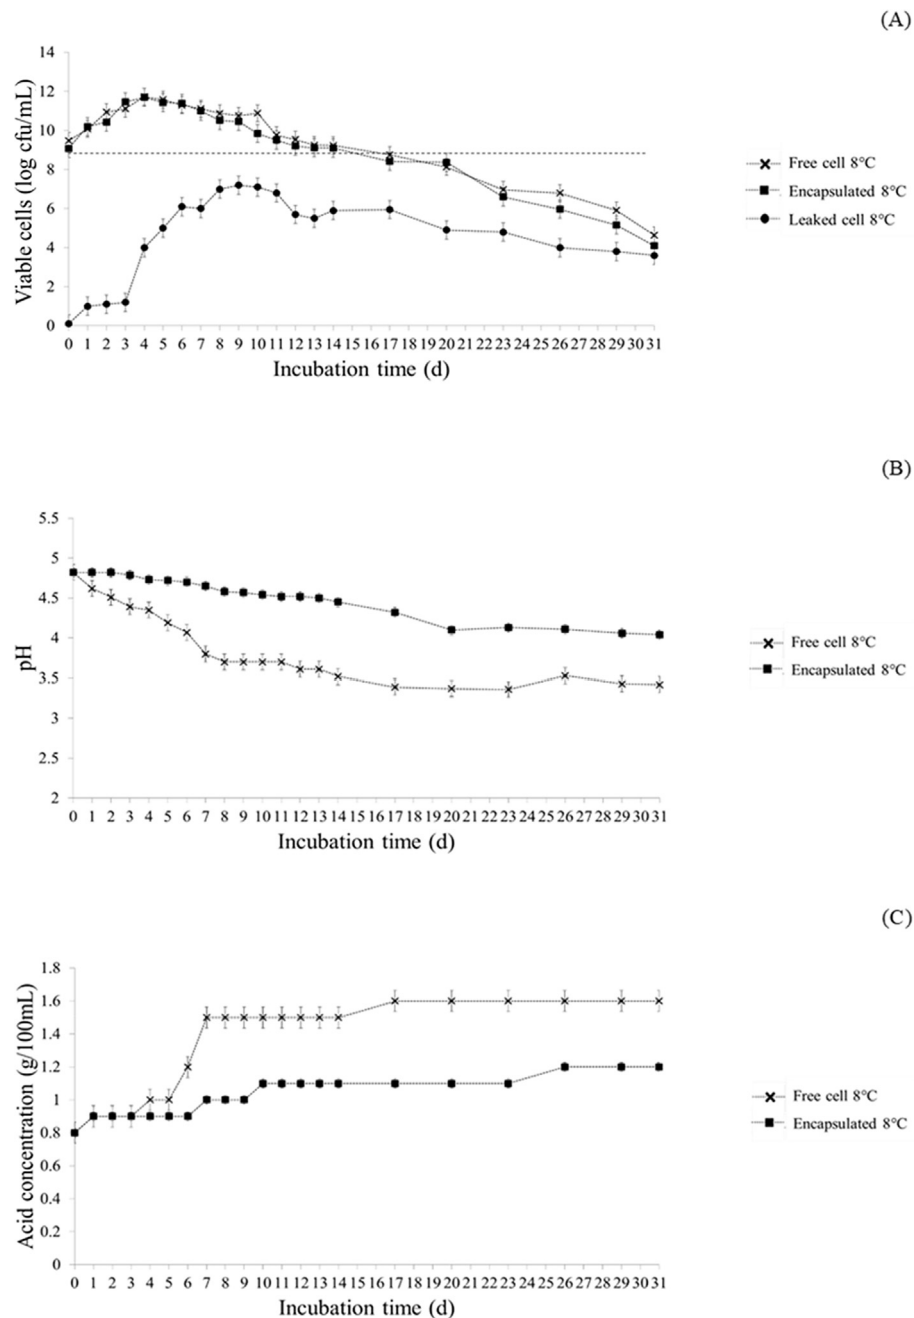 (A)
14
12
10
8
6
4
2
0
Viable cells (log cfu/mL)
0 1 2 3 4 5 6 7 8 9 10 11 12 13 14 15 16 17 18 19 20 21 22 23 24 25 26 27 28 29 30 31
Incubation time (d)
Free cell 8°C
Encapsulated 8°C
Leaked cell 8°C
(B)
5.5
5
4.5
4
3.5
3
2.5
2
pH
0 1 2 3 4 5 6 7 8 9 10 11 12 13 14 15 16 17 18 19 20 21 22 23 24 25 26 27 28 29 30 31
Incubation time (d)
Free cell 8°C
Encapsulated 8°C
(C)
1.8
1.6
1.4
1.2
1
0.8
0.6
0.4
0.2
0
Acid concentration (g/100mL)
0 1 2 3 4 5 6 7 8 9 10 11 12 13 14 15 16 17 18 19 20 21 22 23 24 25 26 27 28 29 30 31
Incubation time (d)
Free cell 8°C
Encapsulated 8°C